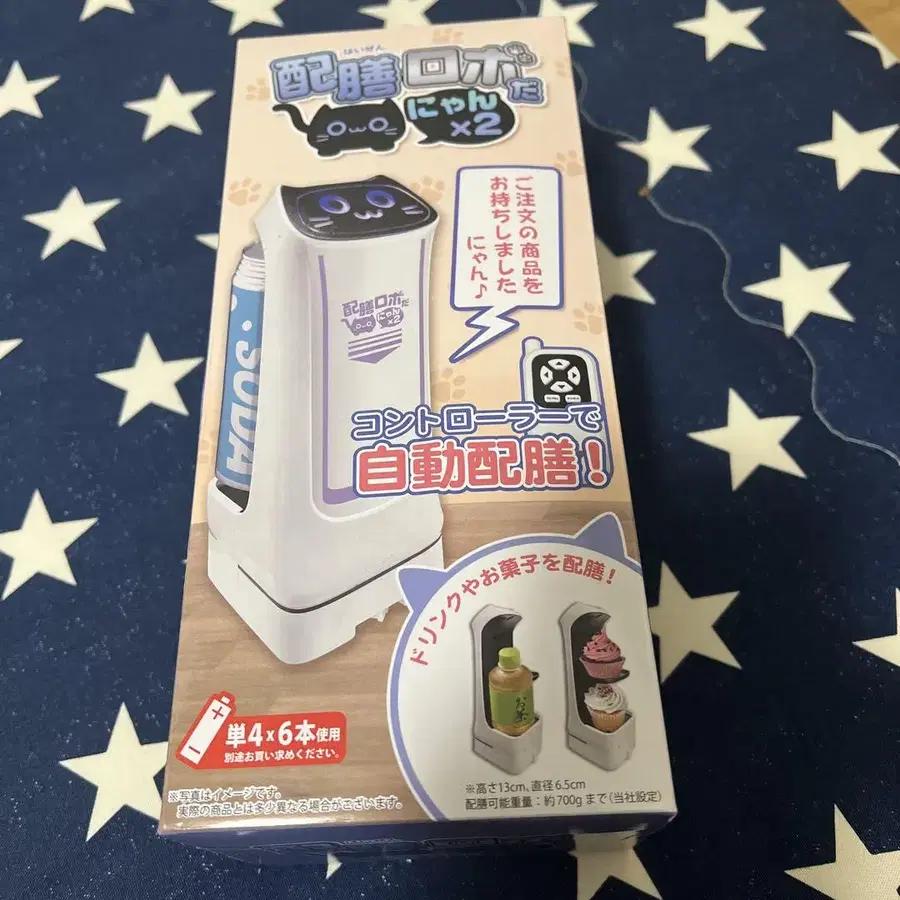 はいぜん
配膳ロボだ
にゃん
×2
ご注文の商品を
お持ちしました
にゃん♪
配膳ロボだ
にゃん
×2
・SODA
コントローラーで
自動配膳!
ドリンクやお菓子を配膳!
お茶
単4×6本使用
別途お買い求めください。
※写真はイメージです。
実際の商品とは多少異なる場合がございます。
※高さ13cm、直径6.5cm
配膳可能重量：約700gまで(当社設定)